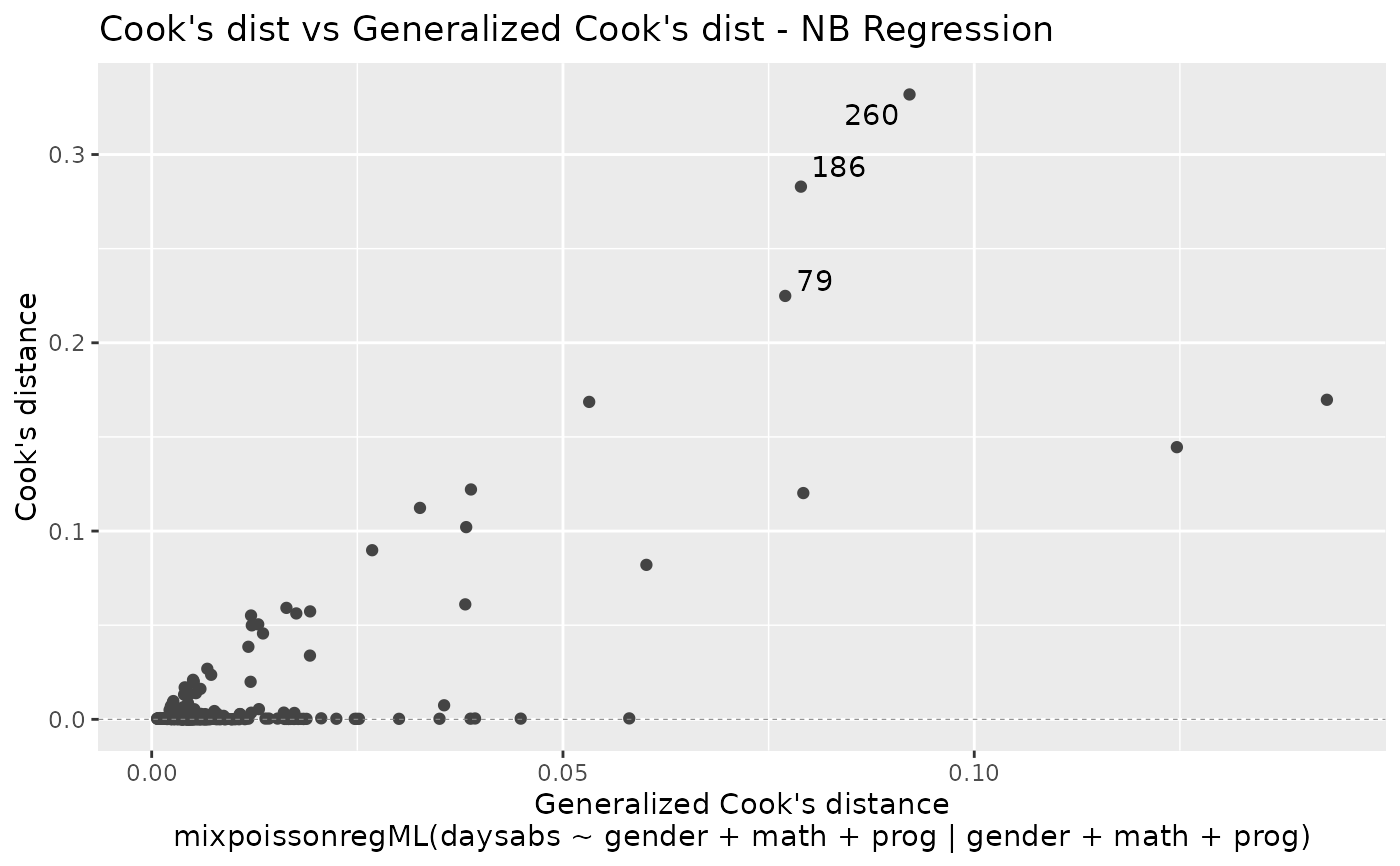 Cook's dist vs Generalized Cook's dist - NB Regression
260
0.3
186
79
Cook's distance
0.2
0.1
0.0
0.00 0.05 0.10
Generalized Cook's distance
mixpoissonregML(daysabs ~ gender + math + prog | gender + math + prog)